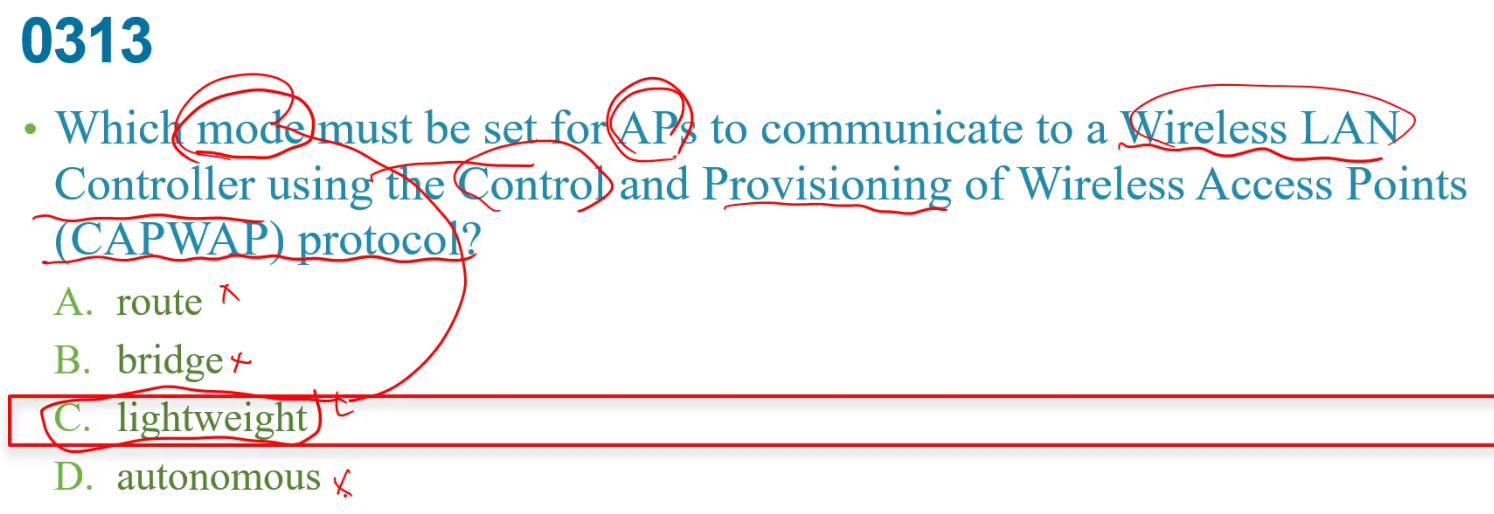 0313
• Which mode must be set for APs to communicate to a Wireless LAN
Controller using the Control and Provisioning of Wireless Access Points
(CAPWAP) protocol?
A. route
B. bridge
C. lightweight
D. autonomous